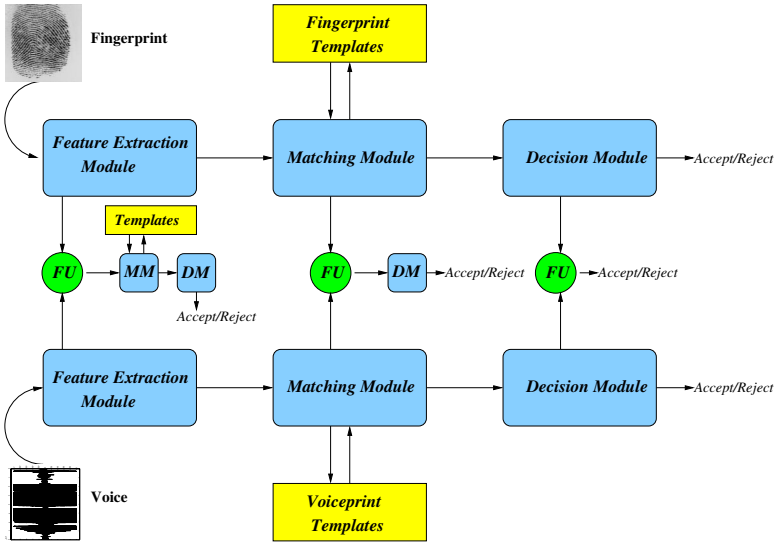 Fingerprint
Fingerprint
Templates
Feature Extraction
Module
Matching Module
Decision Module
Accept/Reject
Templates
FU
MM
DM
Accept/Reject
FU
DM
Accept/Reject
FU
Accept/Reject
Feature Extraction
Module
Matching Module
Decision Module
Accept/Reject
Voice
Voiceprint
Templates